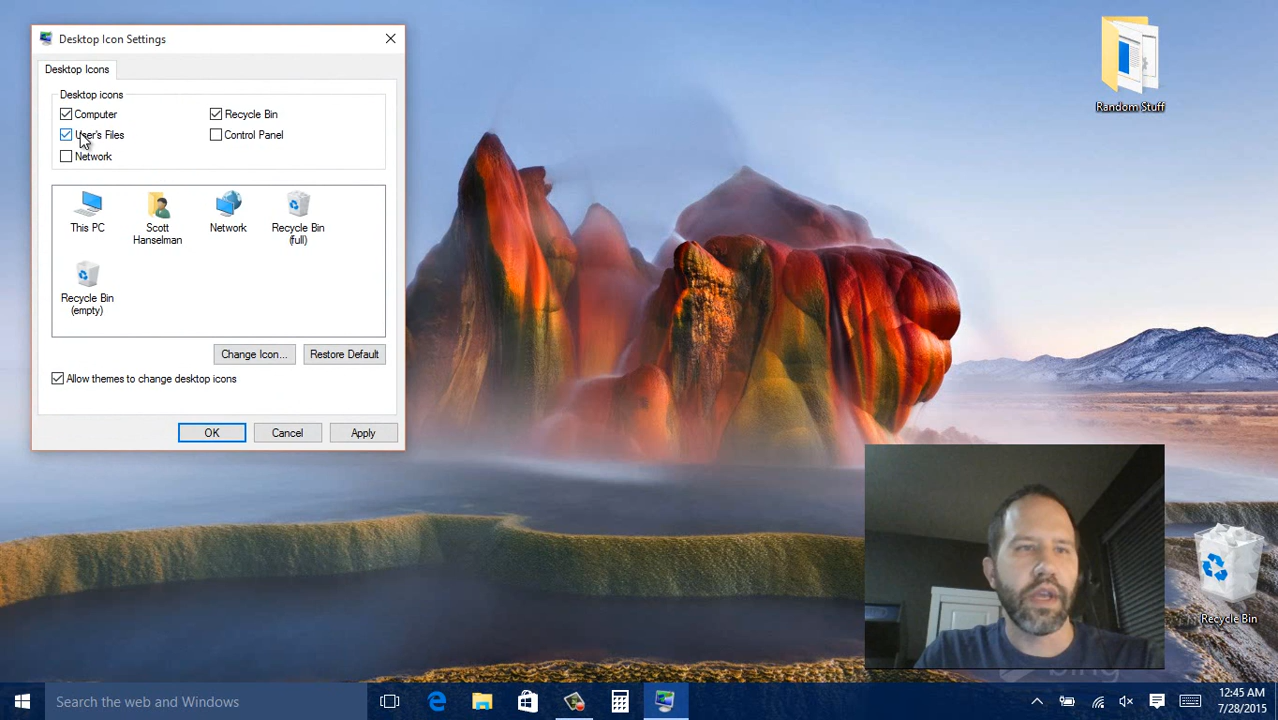 Desktop Icon Settings
Desktop Icons
Desktop icons
Computer
Recycle Bin
User's Files
Control Panel
Network
This PC
Scott Hanselman
Network
Recycle Bin (full)
Recycle Bin (empty)
Change Icon...
Restore Default
Allow themes to change desktop icons
OK
Cancel
Apply
Random Stuff
Recycle Bin
bing
Search the web and Windows
12:45 AM
7/28/2015